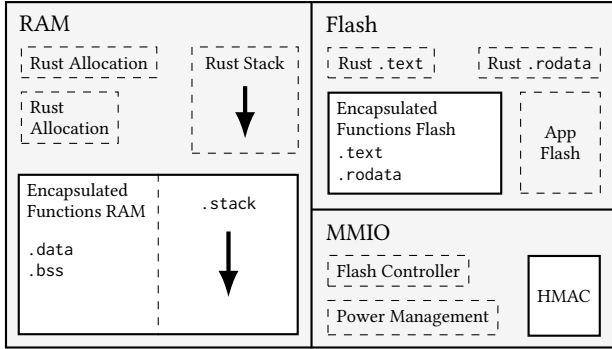 RAM
Rust Allocation
Rust Stack
Rust
Allocation
Encapsulated
Functions RAM
.data
.bss
.stack
Flash
Rust .text
Rust .rodata
Encapsulated
Functions Flash
.text
.rodata
App
Flash
MMIO
Flash Controller
Power Management
HMAC